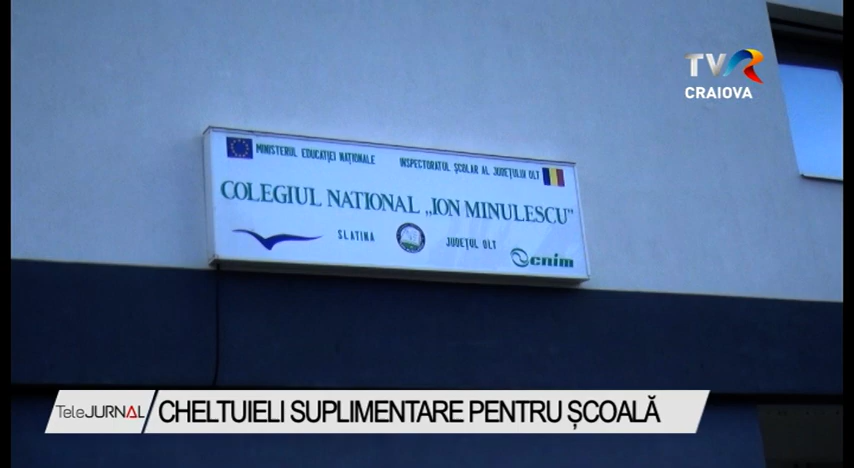 TVR
CRAIOVA
MINISTERUL EDUCAȚIEI NAȚIONALE
INSPECTORATUL ȘCOLAR AL JUDEȚULUI OLT
COLEGIUL NATIONAL „ION MINULESCU”
SLATINA
JUDEȚUL OLT
cnim
TeleJURNAL
CHELTUIELI SUPLIMENTARE PENTRU ȘCOALĂ